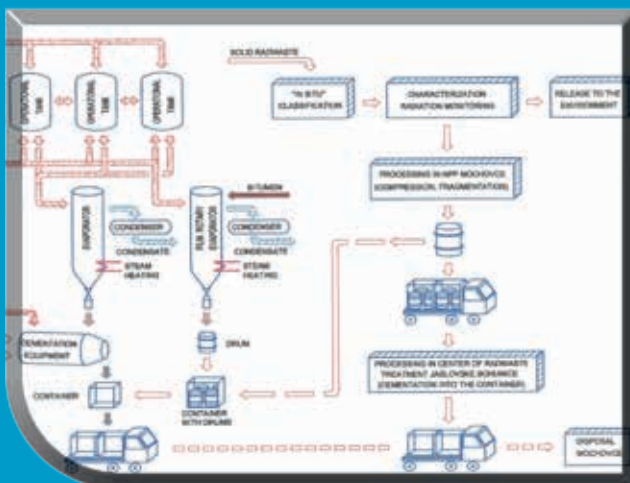 SOLID RADWASTE
OPERATIONAL
TANK
OPERATIONAL
TANK
OPERATIONAL
TANK
"IN SITU"
CLASSIFICATION
CHARACTERIZATION
RADIATION MONITORING
RELEASE TO THE
ENVIRONMENT
PROCESSING IN NPP MOCHOVCE
(COMPRESSION, FRAGMENTATION)
BITUMEN
EVAPORATOR
CONDENSER
CONDENSATE
STEAM
HEATING
FILM ROTARY
EVAPORATOR
CONDENSER
CONDENSATE
STEAM
HEATING
CEMENTATION
EQUIPMENT
DRUM
PROCESSING IN CENTER OF RADWASTE
TREATMENT JASLOVSKE BOHUNICE
(CEMENTATION INTO THE CONTAINER)
CONTAINER
CONTAINER
WITH DRUMS
DISPOSAL
MOCHOVCE